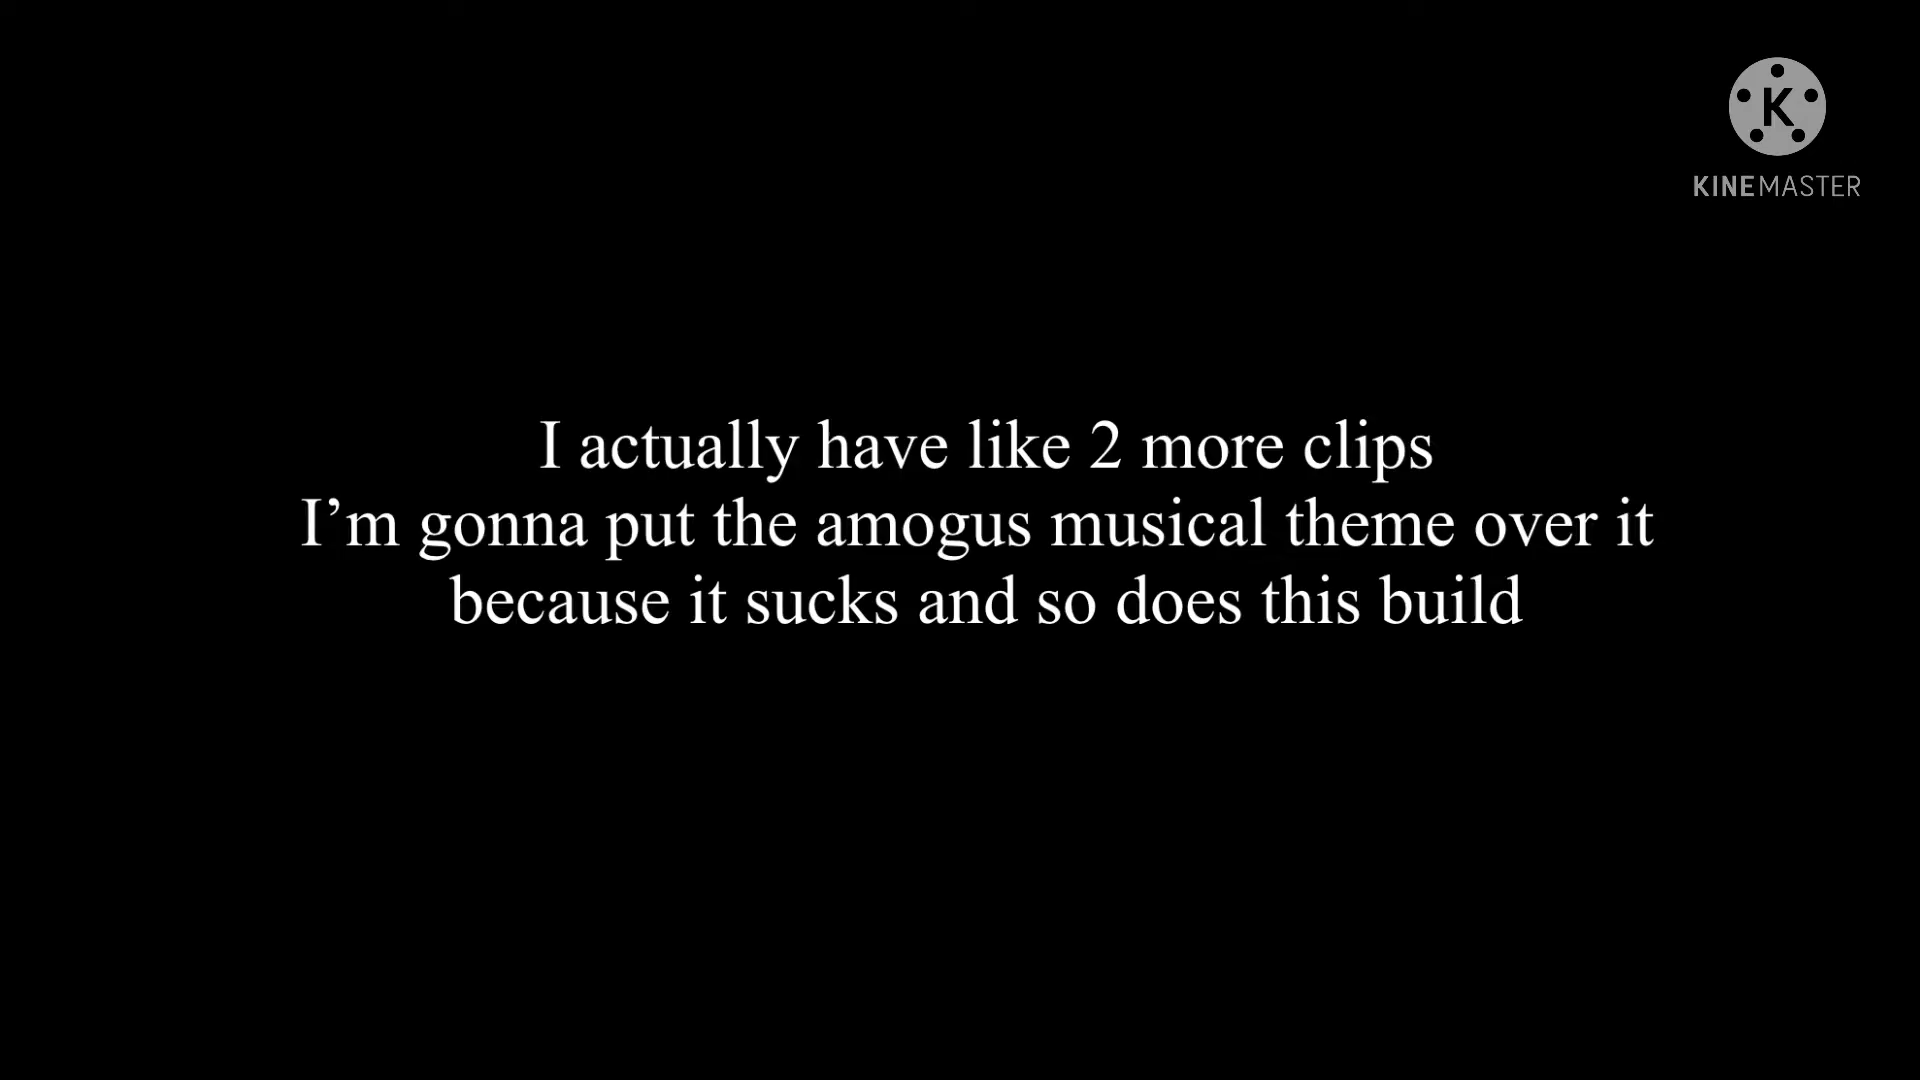 K
KINEMASTER
I actually have like 2 more clips
I’m gonna put the amogus musical theme over it
because it sucks and so does this build